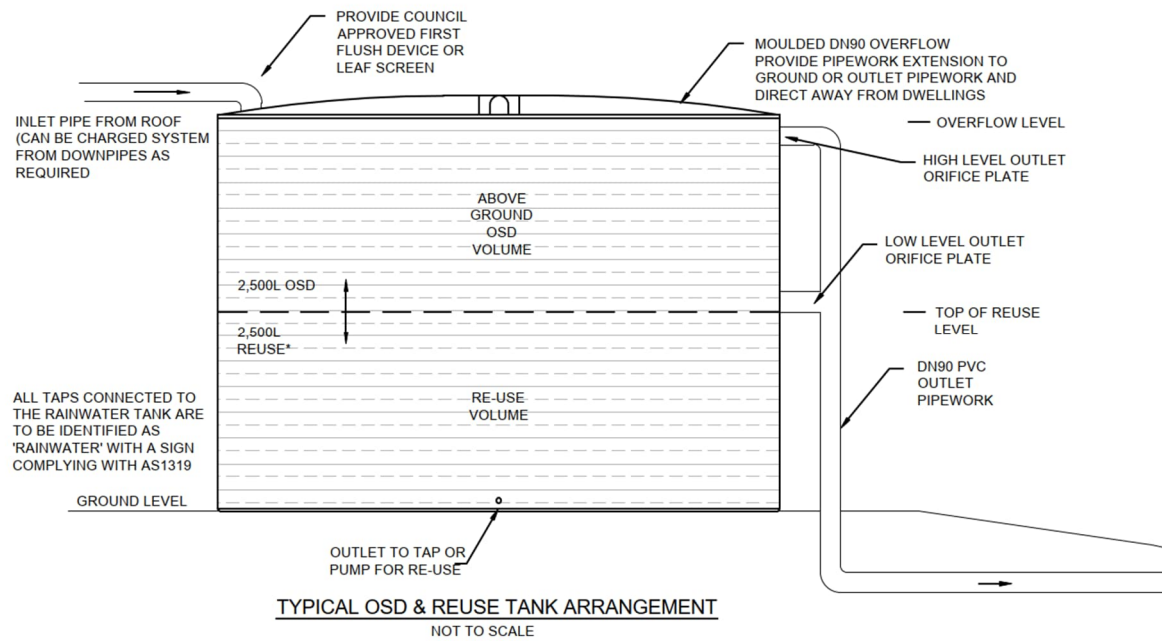 PROVIDE COUNCIL
APPROVED FIRST
FLUSH DEVICE OR
LEAF SCREEN
MOULDED DN90 OVERFLOW
PROVIDE PIPEWORK EXTENSION TO
GROUND OR OUTLET PIPEWORK AND
DIRECT AWAY FROM DWELLINGS
INLET PIPE FROM ROOF
(CAN BE CHARGED SYSTEM
FROM DOWNPIPES AS
REQUIRED
OVERFLOW LEVEL
HIGH LEVEL OUTLET
ORIFICE PLATE
ABOVE
GROUND
OSD
VOLUME
LOW LEVEL OUTLET
ORIFICE PLATE
2,500L OSD
TOP OF REUSE
LEVEL
2,500L
REUSE*
DN90 PVC
OUTLET
PIPEWORK
ALL TAPS CONNECTED TO
THE RAINWATER TANK ARE
TO BE IDENTIFIED AS
'RAINWATER' WITH A SIGN
COMPLYING WITH AS1319
RE-USE
VOLUME
GROUND LEVEL
OUTLET TO TAP OR
PUMP FOR RE-USE
TYPICAL OSD & REUSE TANK ARRANGEMENT
NOT TO SCALE